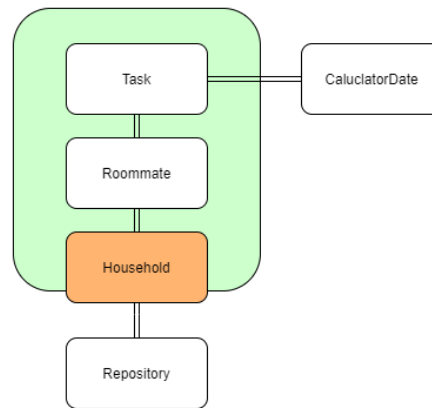 Task
CaluclatorDate
Roommate
Household
Repository